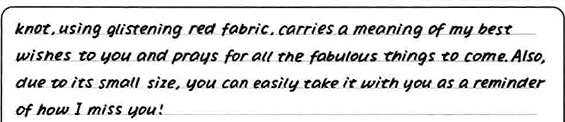 knot, using glistening red fabric, carries a meaning of my best
wishes to you and prays for all the fabulous things to come. Also,
due to its small size, you can easily take it with you as a reminder
of how I miss you!